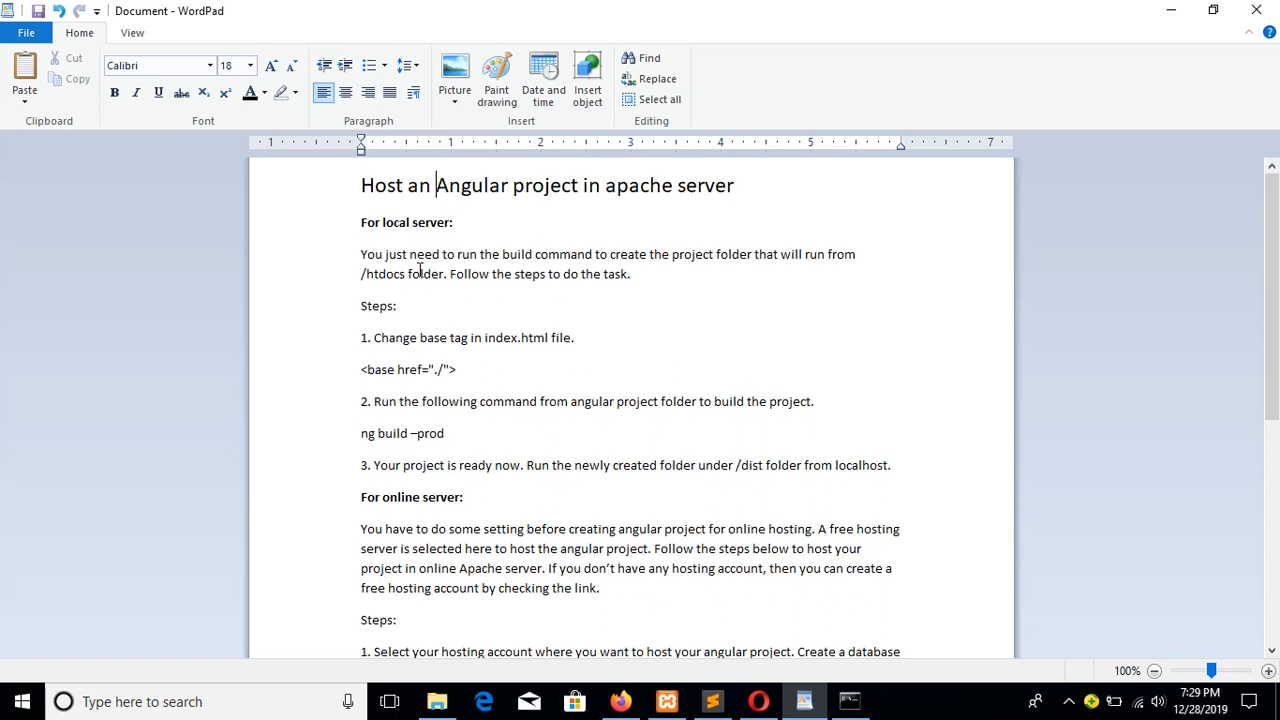 Document - WordPad
File Home View
Paste
Cut
Copy
Clipboard
Calibri 18
B I U abc X₂ X² A
Font
Paragraph
Picture
Paint drawing
Date and time
Insert object
Insert
Find
Replace
Select all
Editing
1 1 2 3 4 5 7
Host an Angular project in apache server
For local server:
You just need to run the build command to create the project folder that will run from
/htdocs folder. Follow the steps to do the task.
Steps:
1. Change base tag in index.html file.
<base href="./">
2. Run the following command from angular project folder to build the project.
ng build –prod
3. Your project is ready now. Run the newly created folder under /dist folder from localhost.
For online server:
You have to do some setting before creating angular project for online hosting. A free hosting
server is selected here to host the angular project. Follow the steps below to host your
project in online Apache server. If you don’t have any hosting account, then you can create a
free hosting account by checking the link.
Steps:
1. Select your hosting account where you want to host your angular project. Create a database
100%
Type here to search
7:29 PM
12/28/2019